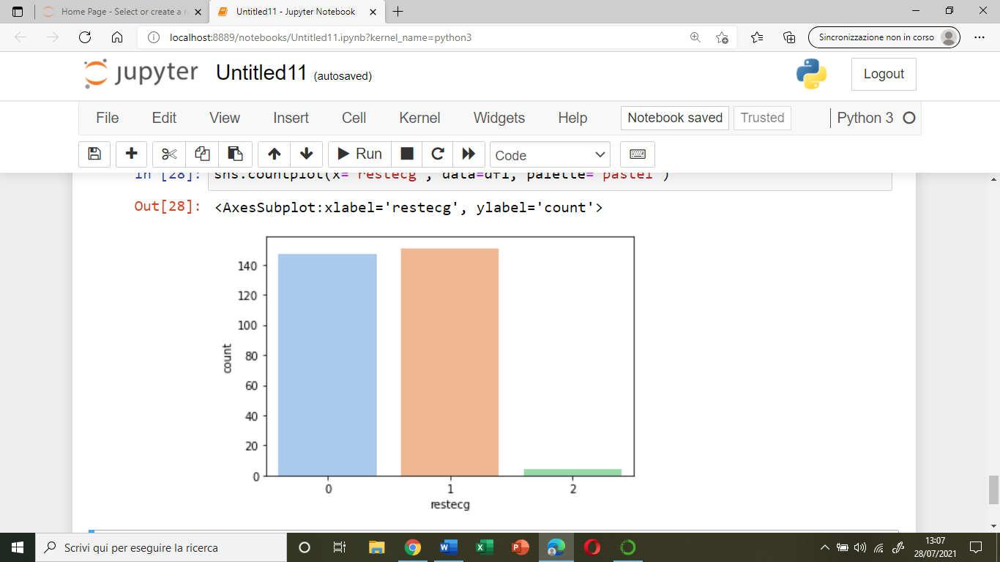 Home Page - Select or create a n
Untitled11 - Jupyter Notebook
localhost:8889/notebooks/Untitled11.ipynb?kernel_name=python3
Sincronizzazione non in corso
jupyter Untitled11 (autosaved)
Logout
File Edit View Insert Cell Kernel Widgets Help
Notebook saved
Trusted
Python 3
Run
Code
In [28]: sns.countplot(x='restecg', data=df1, palette='pastel')
Out[28]: <AxesSubplot:xlabel='restecg', ylabel='count'>
140
120
100
80
60
40
20
0
count
0 1 2
restecg
Scrivi qui per eseguire la ricerca
13:07
28/07/2021